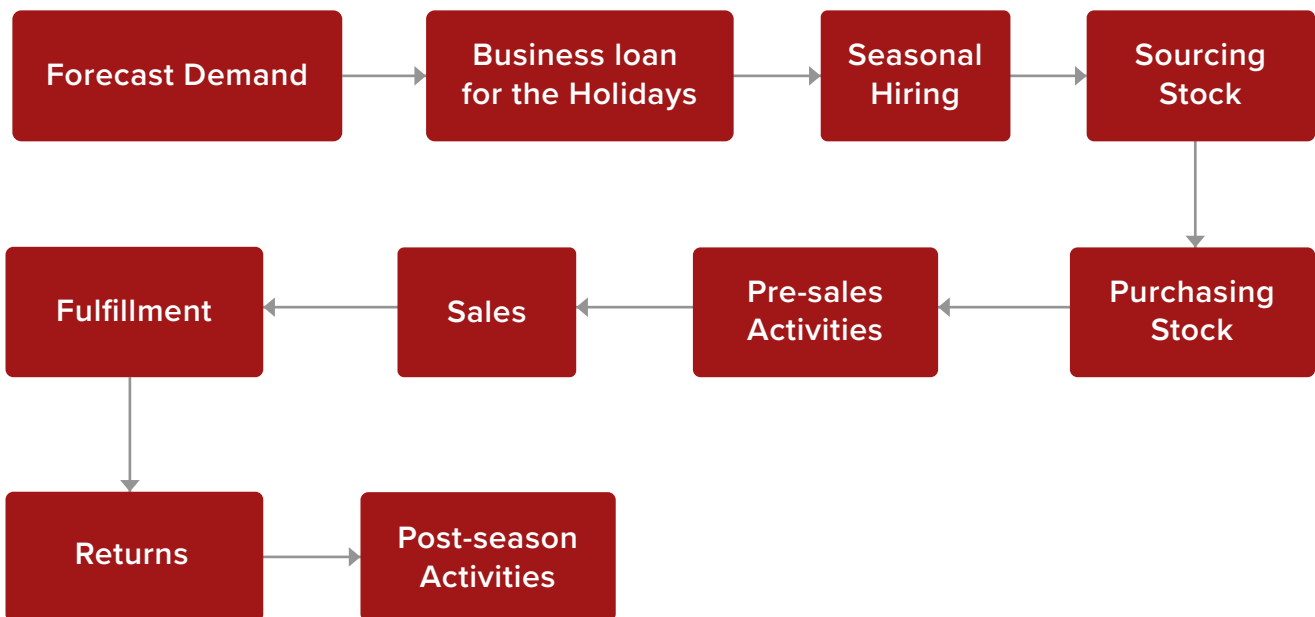 Forecast Demand
Business loan
for the Holidays
Seasonal
Hiring
Sourcing
Stock
Purchasing
Stock
Pre-sales
Activities
Sales
Fulfillment
Returns
Post-season
Activities